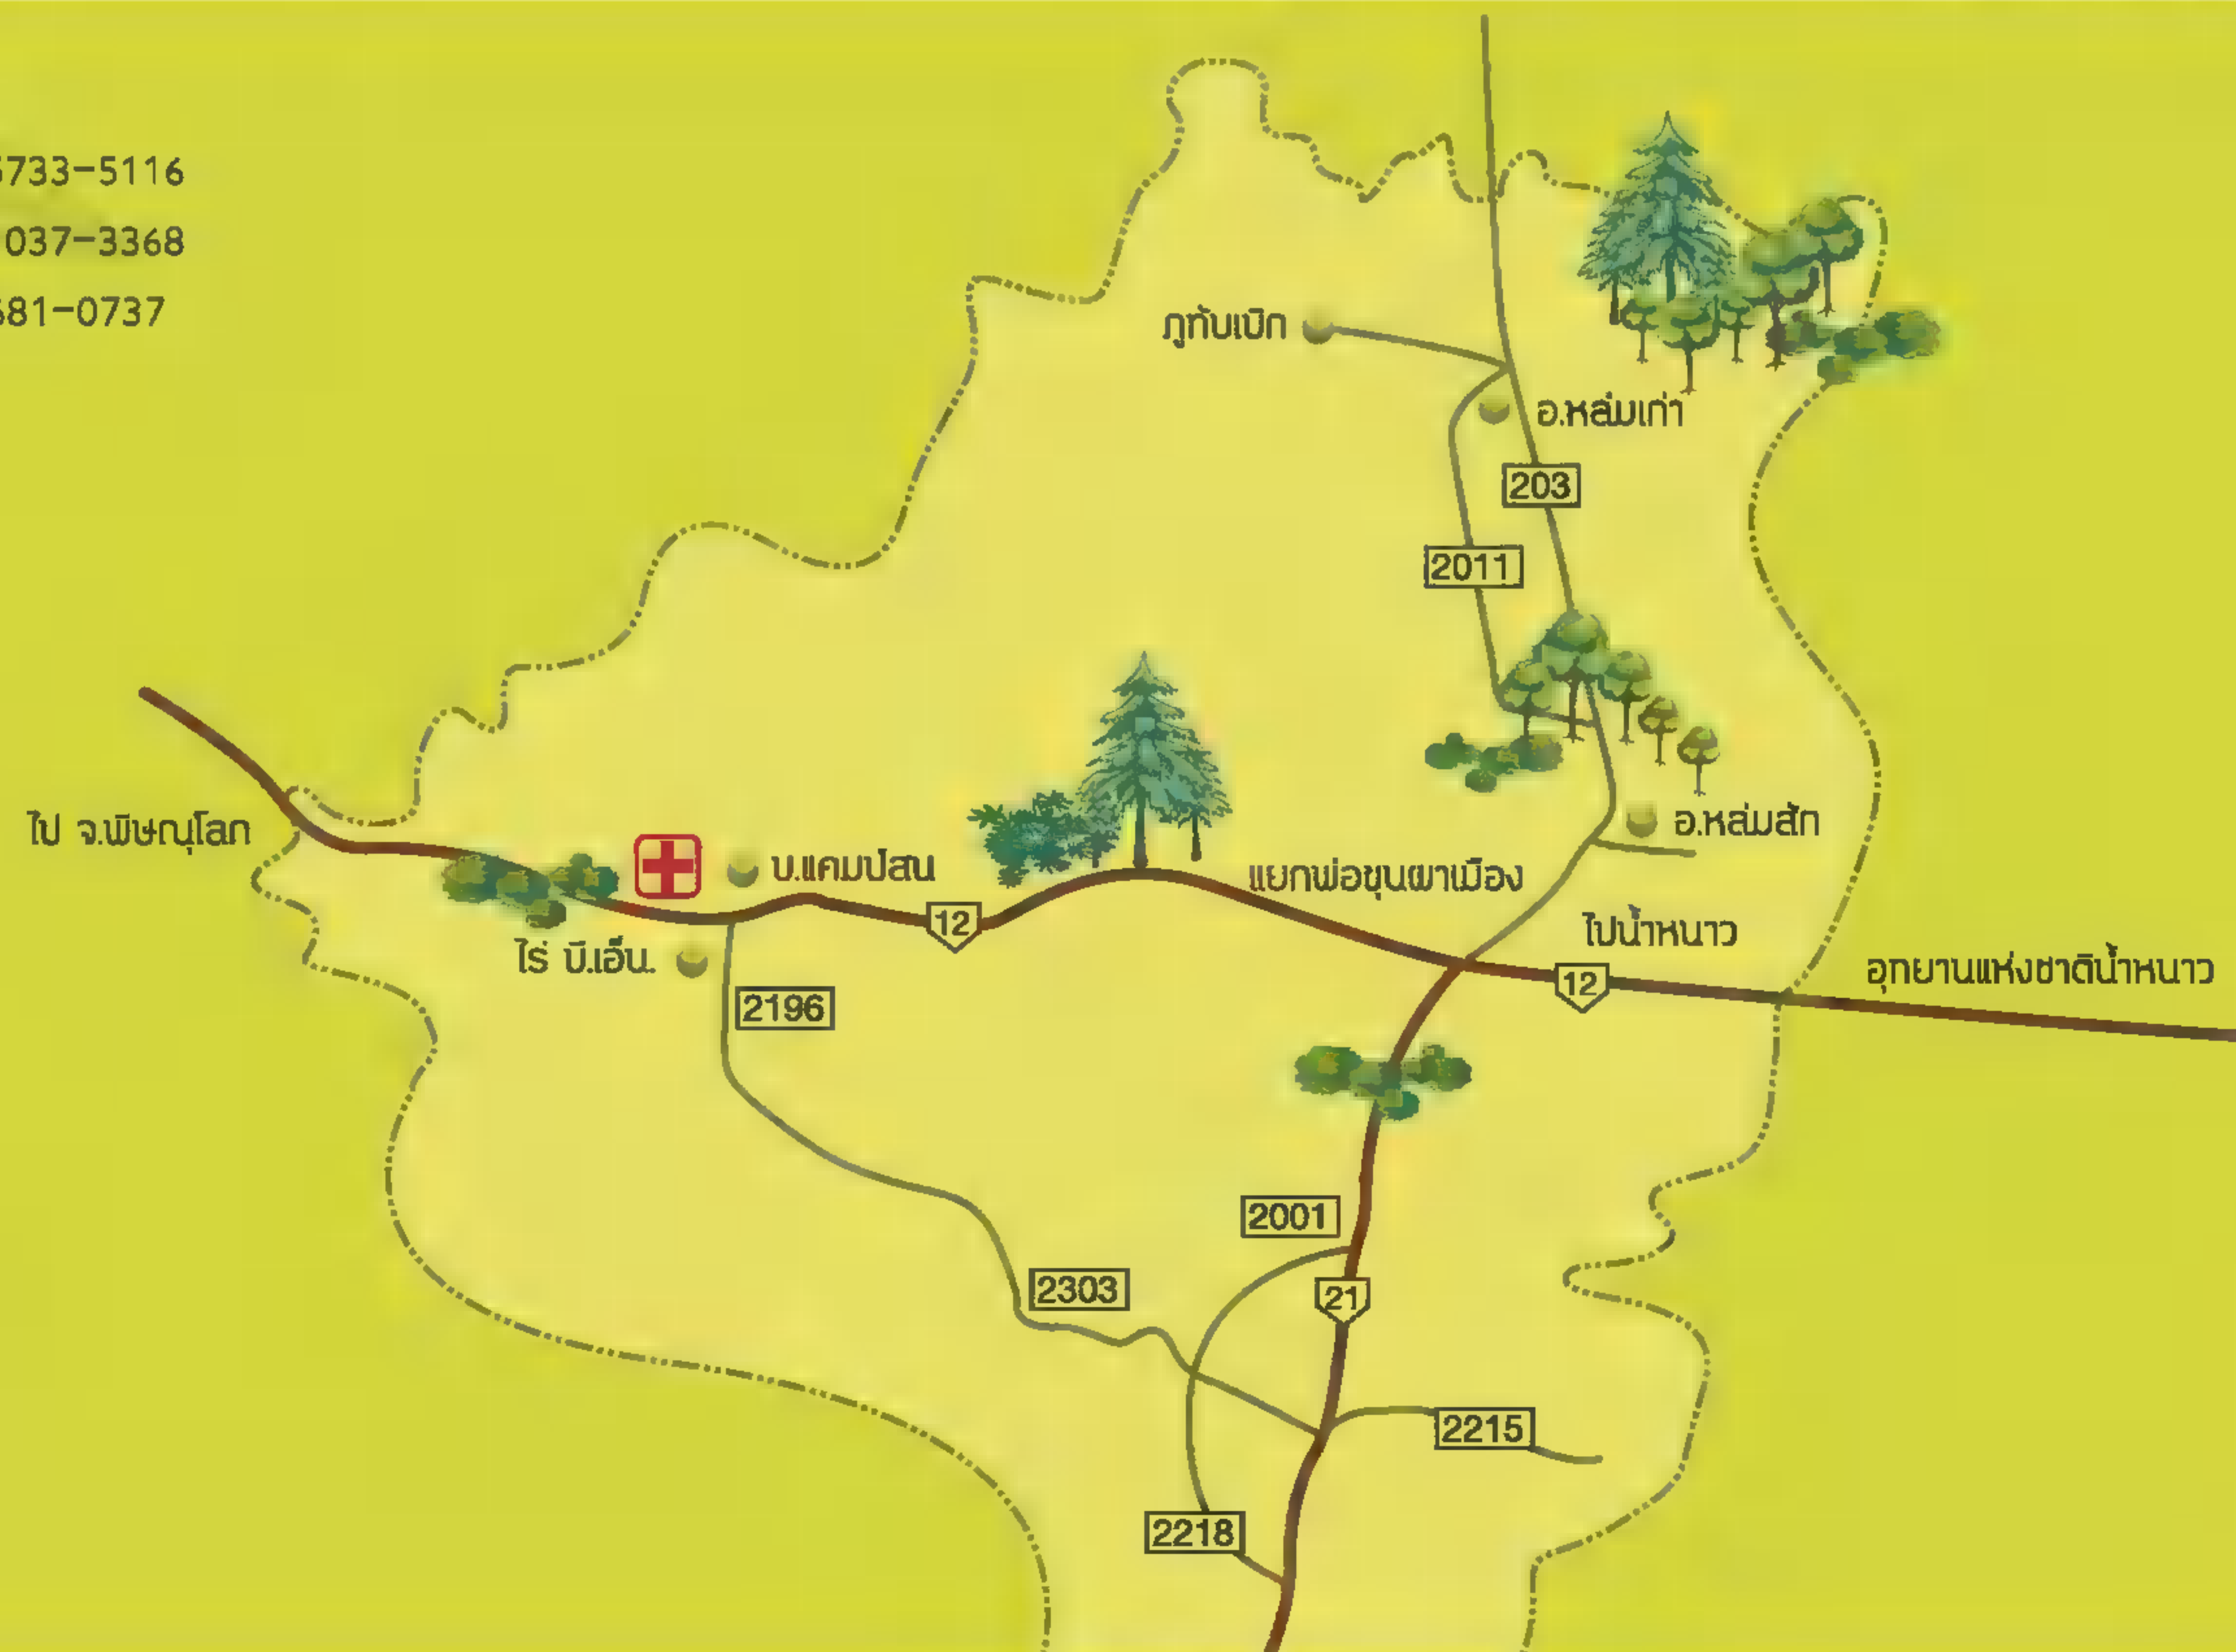 5733-5116
037-3368
681-0737
ภูทับเบิก
อ.หล่มเก่า
203
2011
ไป จ.พิษณุโลก
บ.แคมป์สน
แยกพ่อขุนผาเมือง
อ.หล่มสัก
12
ไปน้ำหนาว
ไร่ บี.เอ็น.
12
อุทยานแห่งชาติน้ำหนาว
2196
2001
2303
21
2215
2218